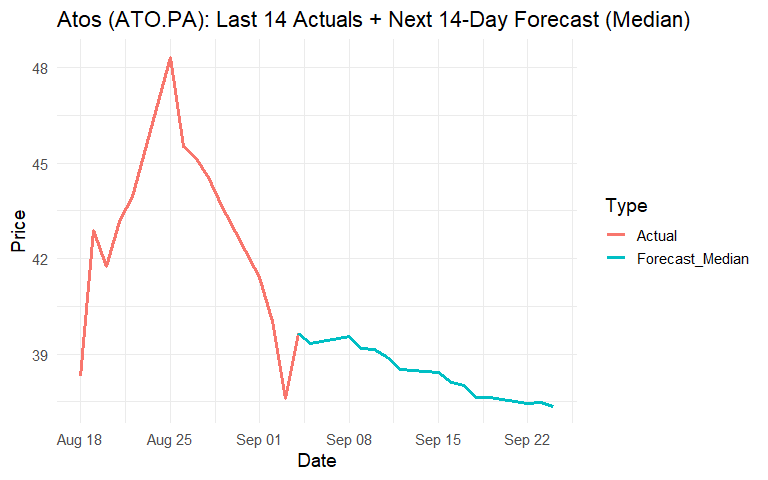 Atos (ATO.PA): Last 14 Actuals + Next 14-Day Forecast (Median)
48
45
42
39
Price
Aug 18
Aug 25
Sep 01
Sep 08
Sep 15
Sep 22
Date
Type
Actual
Forecast_Median